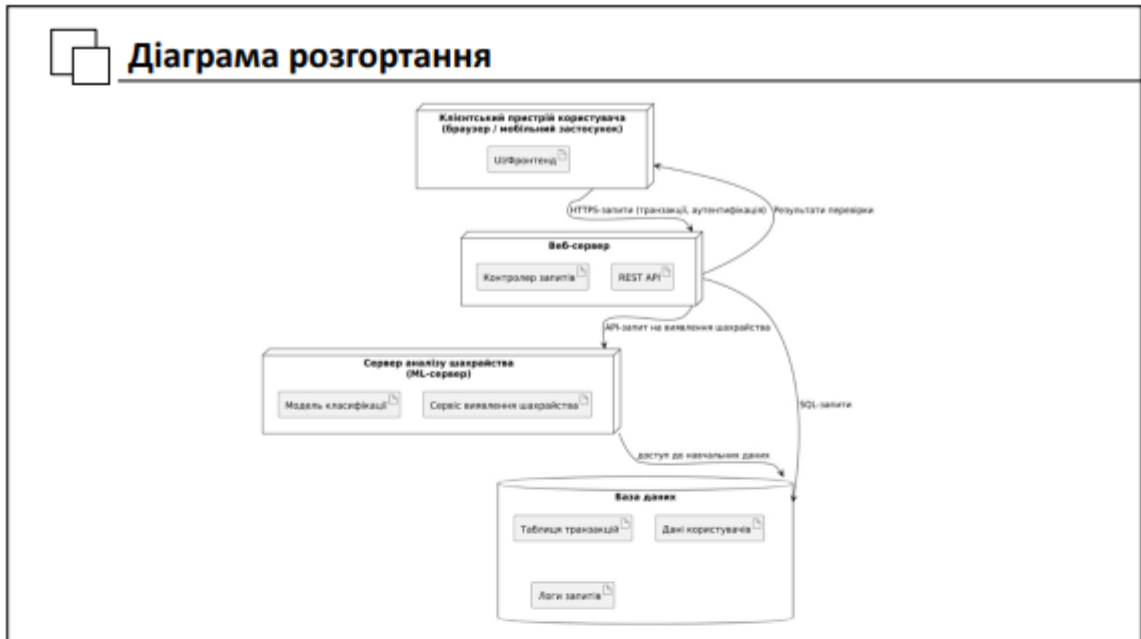 Діаграма розгортання
Клієнтський пристрій користувача
(браузер / мобільний застосунок)
UI/Фронтенд
HTTPS-запити (транзакції, аутентифікація)
Результати перевірки
Веб-сервер
Контролер запитів
REST API
API-запит на виявлення шахрайства
Сервер аналізу шахрайства
(ML-сервер)
Модель класифікації
Сервіс виявлення шахрайства
SQL-запити
доступ до навчальних даних
База даних
Таблиця транзакцій
Дані користувачів
Логи запитів